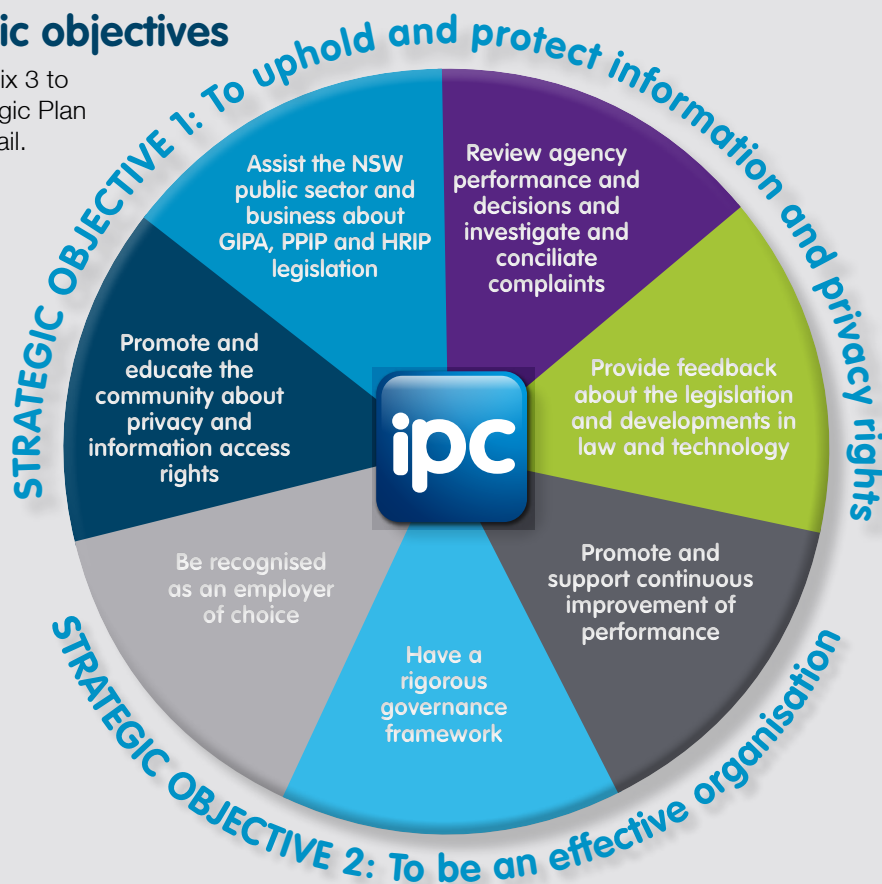 ic objectives
ix 3 to
gic Plan
ail.
STRATEGIC OBJECTIVE 1: To uphold and protect information and privacy rights
Assist the NSW
public sector and
business about
GIPA, PPIP and HRIP
legislation
Review agency
performance and
decisions and
investigate and
conciliate
complaints
Promote and
educate the
community about
privacy and
information access
rights
Provide feedback
about the legislation
and developments in
law and technology
ipc
Be recognised
as an employer
of choice
Promote and
support continuous
improvement of
performance
Have a
rigorous
governance
framework
STRATEGIC OBJECTIVE 2: To be an effective organisation